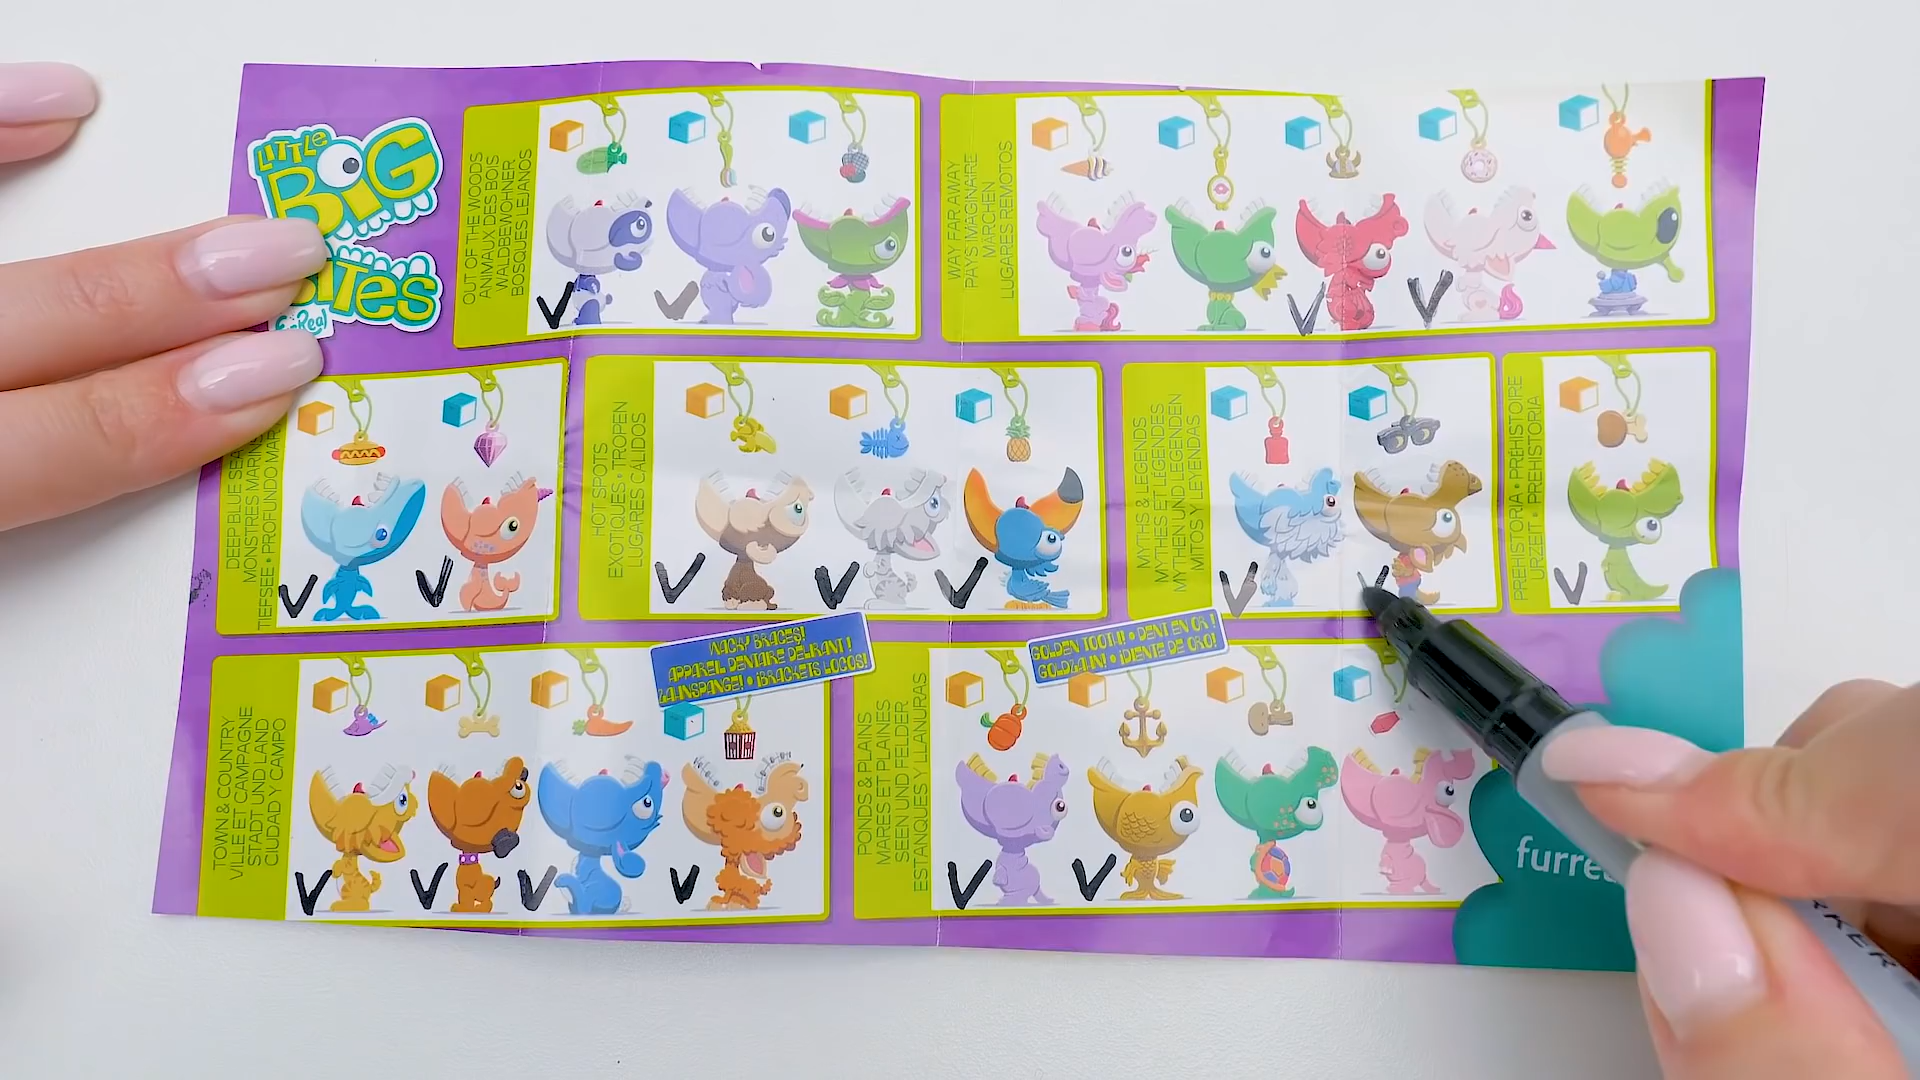 LITTLE
BIG
BITES
FurReal
OUT OF THE WOODS
ANIMAUX DES BOIS
WALDBEWOHNER
BOSQUES LEJANOS
WAY FAR AWAY
PAYS IMAGINAIRE
MÄRCHEN
LUGARES REMOTOS
DEEP BLUE SEA
MONSTRES MARINS
TIEFSEE • PROFUNDO MAR
HOT SPOTS
EXOTIQUES • TROPEN
LUGARES CÁLIDOS
MYTHS & LEGENDS
MYTHES ET LÉGENDES
MYTHEN UND LEGENDEN
MITOS Y LEYENDAS
PREHISTORIA • PRÉHISTOIRE
URZEIT • PREHISTORIA
WACKY BRACES!
APPAREIL DENTAIRE DÉLIRANT !
ZAHNSPANGE! • ¡BRACKETS LOCOS!
GOLDEN TOOTH! • DENT EN OR !
GOLDZAHN! • ¡DIENTE DE ORO!
TOWN & COUNTRY
VILLE ET CAMPAGNE
STADT UND LAND
CIUDAD Y CAMPO
PONDS & PLAINS
MARES ET PLAINES
SEEN UND FELDER
ESTANQUES Y LLANURAS
furre
RKER